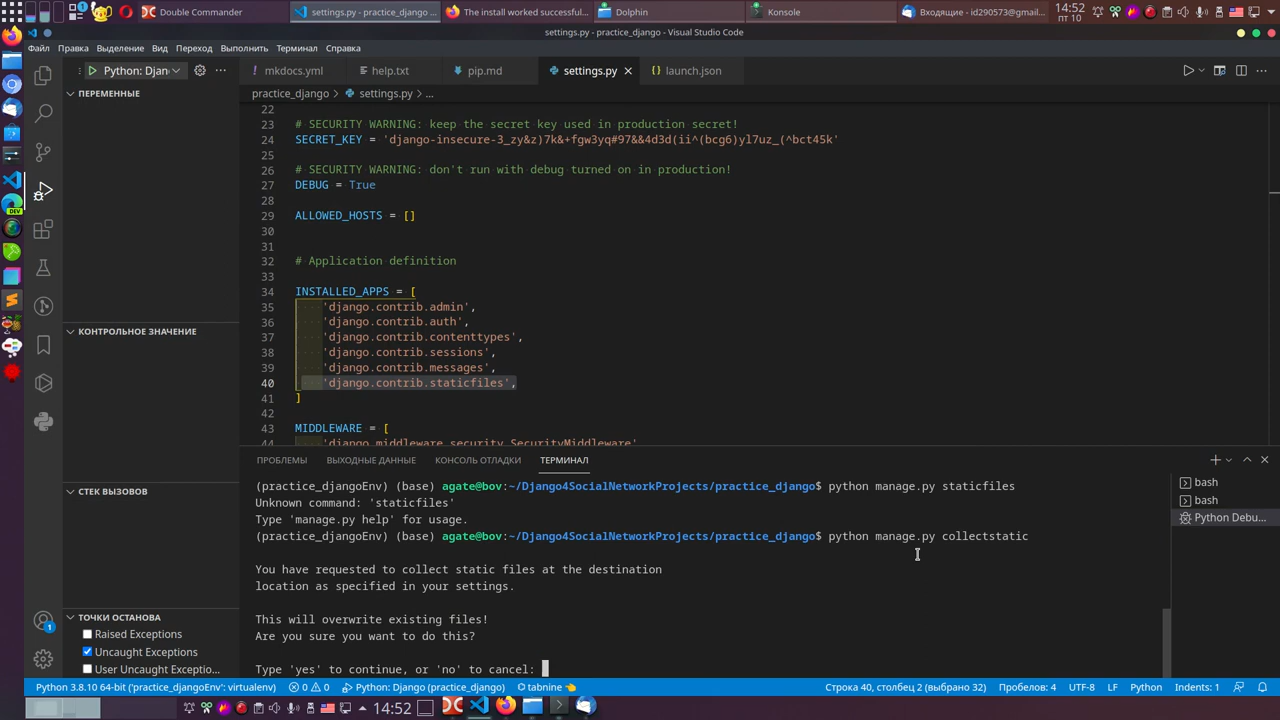 Double Commander
settings.py - practice_django ...
The install worked successful...
Dolphin
Konsole
Входящие - id290573@gmail...
14:52
пт 10
settings.py - practice_django - Visual Studio Code
Файл Правка Выделение Вид Переход Выполнить Терминал Справка
Python: Djan
mkdocs.yml
help.txt
pip.md
settings.py
launch.json
ПЕРЕМЕННЫЕ
practice_django > settings.py > ...
22
23 # SECURITY WARNING: keep the secret key used in production secret!
24 SECRET_KEY = 'django-insecure-3_zy&z)7k&+fgw3yq#97&&4d3d(ii^(bcg6)yl7uz_(^bct45k'
25
26 # SECURITY WARNING: don't run with debug turned on in production!
27 DEBUG = True
28
29 ALLOWED_HOSTS = []
30
31
32 # Application definition
33
34 INSTALLED_APPS = [
35 'django.contrib.admin',
36 'django.contrib.auth',
37 'django.contrib.contenttypes',
38 'django.contrib.sessions',
39 'django.contrib.messages',
40 'django.contrib.staticfiles',
41 ]
42
43 MIDDLEWARE = [
44 'django.middleware.security.SecurityMiddleware'
КОНТРОЛЬНОЕ ЗНАЧЕНИЕ
СТЕК ВЫЗОВОВ
ТОЧКИ ОСТАНОВА
Raised Exceptions
Uncaught Exceptions
User Uncaught Exceptio...
ПРОБЛЕМЫ ВЫХОДНЫЕ ДАННЫЕ КОНСОЛЬ ОТЛАДКИ ТЕРМИНАЛ
(practice_djangoEnv) (base) agate@bov:~/Django4SocialNetworkProjects/practice_django$ python manage.py staticfiles
Unknown command: 'staticfiles'
Type 'manage.py help' for usage.
(practice_djangoEnv) (base) agate@bov:~/Django4SocialNetworkProjects/practice_django$ python manage.py collectstatic
You have requested to collect static files at the destination
location as specified in your settings.
This will overwrite existing files!
Are you sure you want to do this?
Type 'yes' to continue, or 'no' to cancel:
bash
bash
Python Debu...
DEV
1
Python 3.8.10 64-bit ('practice_djangoEnv': virtualenv)
0 0
Python: Django (practice_django)
tabnine
Строка 40, столбец 2 (выбрано 32)
Пробелов: 4
UTF-8
LF
Python
Indents: 1
14:52